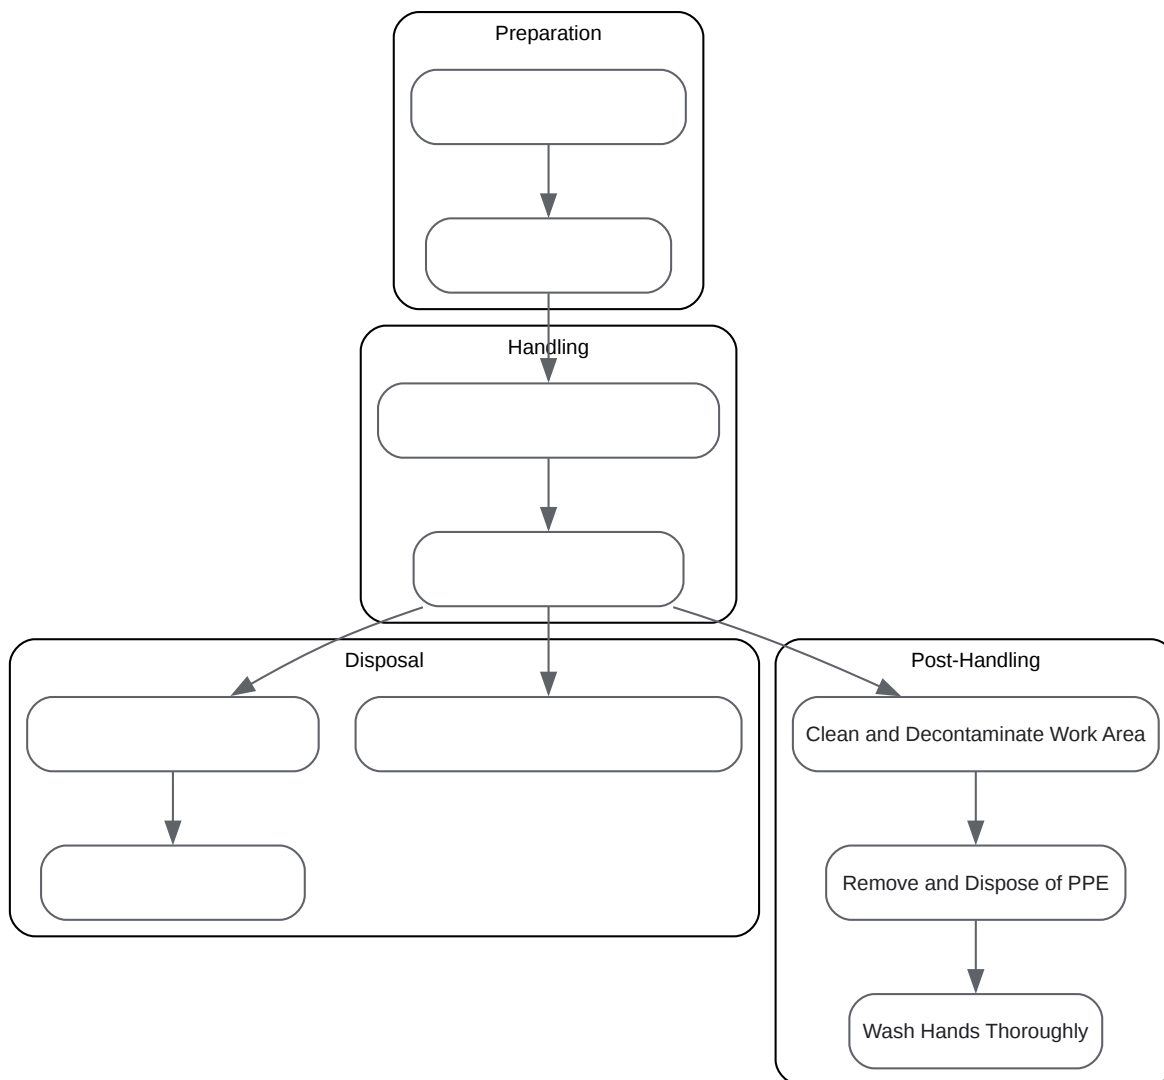 Preparation
Handling
Disposal
Post-Handling
Clean and Decontaminate Work Area
Remove and Dispose of PPE
Wash Hands Thoroughly